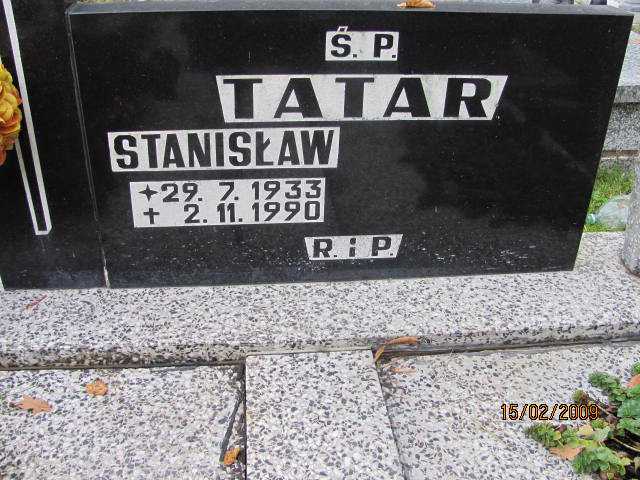 Ś. P.
TATAR
STANISŁAW
✦29. 7. 1933
✝ 2. 11. 1990
R. i P.
15/02/2009